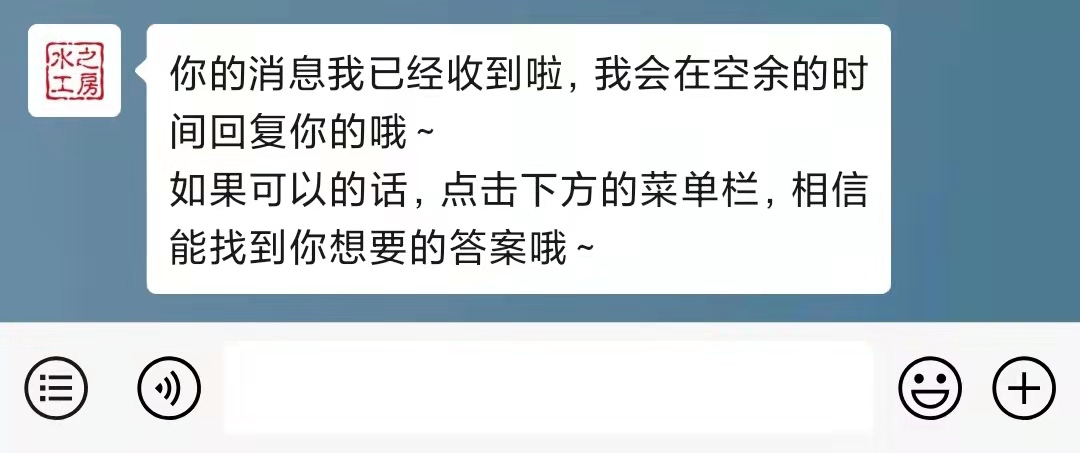 水之
工房
你的消息我已经收到啦，我会在空余的时
间回复你的哦~
如果可以的话，点击下方的菜单栏，相信
能找到你想要的答案哦~